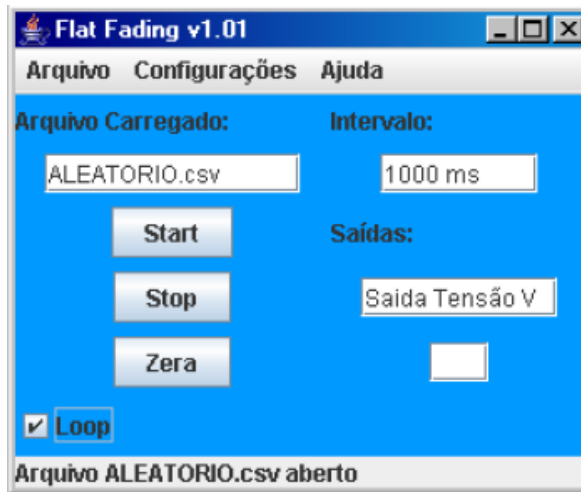 Flat Fading v1.01
Arquivo Configurações Ajuda
Arquivo Carregado: Intervalo:
ALEATORIO.csv 1000 ms
Start Saídas:
Stop Saida Tensão V
Zera
Loop
Arquivo ALEATORIO.csv aberto